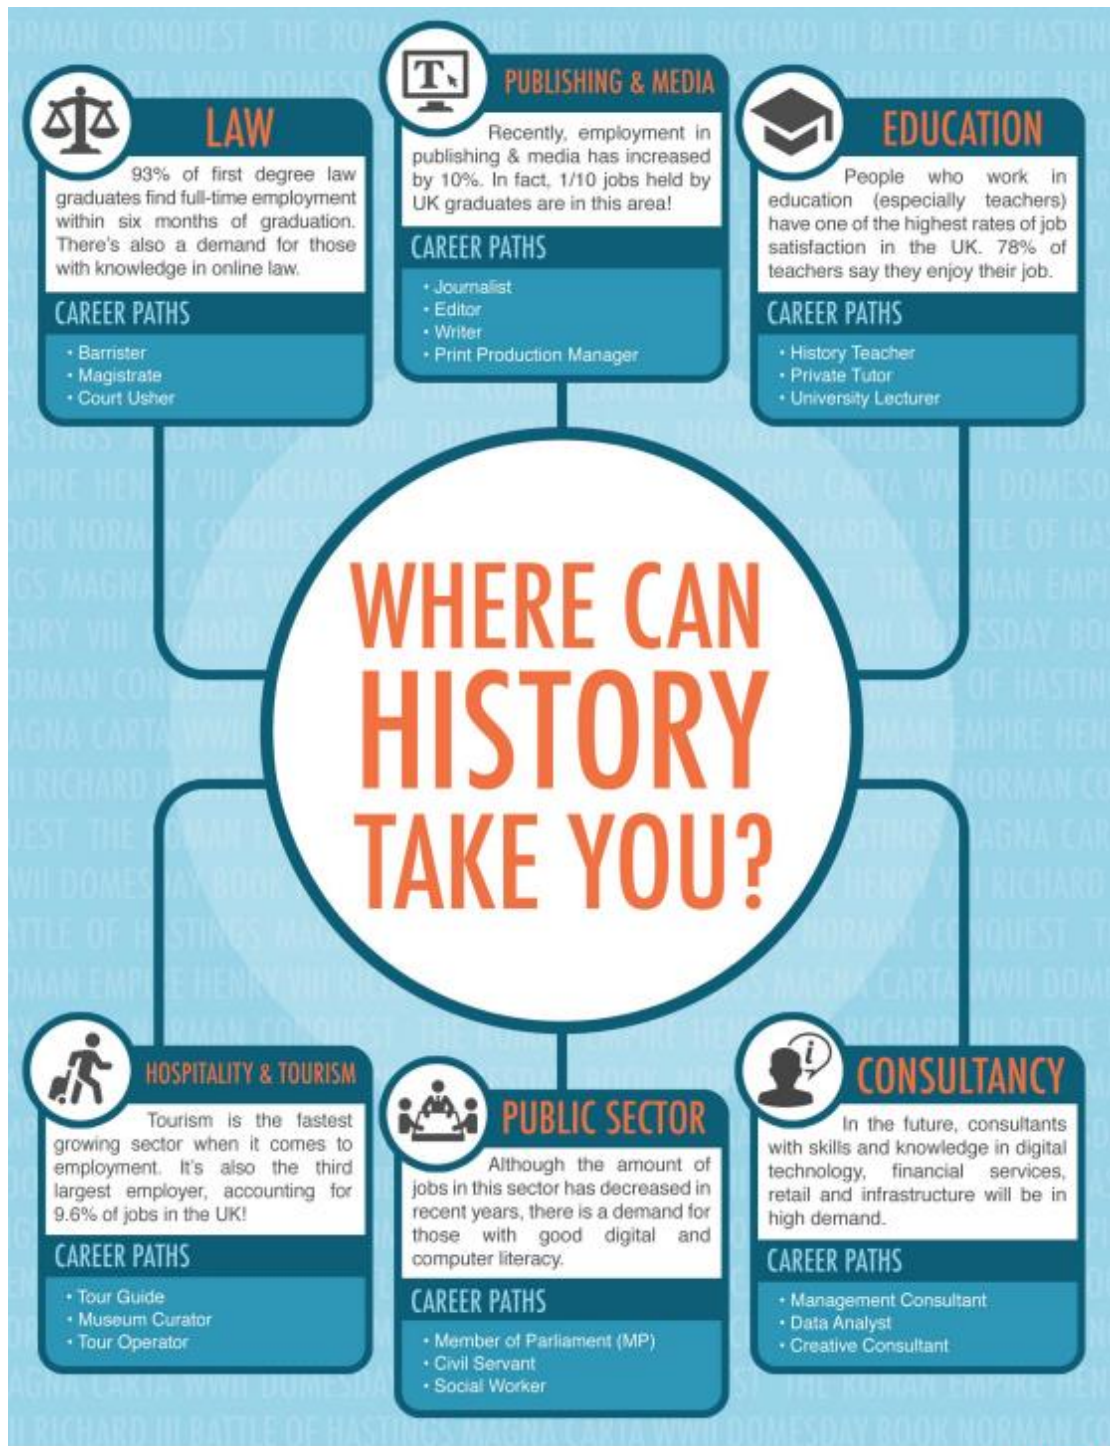 LAW
93% of first degree law
graduates find full-time employment
within six months of graduation.
There's also a demand for those
with knowledge in online law.
CAREER PATHS
• Barrister
• Magistrate
• Court Usher
T
PUBLISHING & MEDIA
Recently, employment in
publishing & media has increased
by 10%. In fact, 1/10 jobs held by
UK graduates are in this area!
CAREER PATHS
• Journalist
• Editor
• Writer
• Print Production Manager
EDUCATION
People who work in
education (especially teachers)
have one of the highest rates of job
satisfaction in the UK. 78% of
teachers say they enjoy their job.
CAREER PATHS
• History Teacher
• Private Tutor
• University Lecturer
WHERE CAN
HISTORY
TAKE YOU?
HOSPITALITY & TOURISM
Tourism is the fastest
growing sector when it comes to
employment. It's also the third
largest employer, accounting for
9.6% of jobs in the UK!
CAREER PATHS
• Tour Guide
• Museum Curator
• Tour Operator
PUBLIC SECTOR
Although the amount of
jobs in this sector has decreased in
recent years, there is a demand for
those with good digital and
computer literacy.
CAREER PATHS
• Member of Parliament (MP)
• Civil Servant
• Social Worker
i
CONSULTANCY
In the future, consultants
with skills and knowledge in digital
technology, financial services,
retail and infrastructure will be in
high demand.
CAREER PATHS
• Management Consultant
• Data Analyst
• Creative Consultant